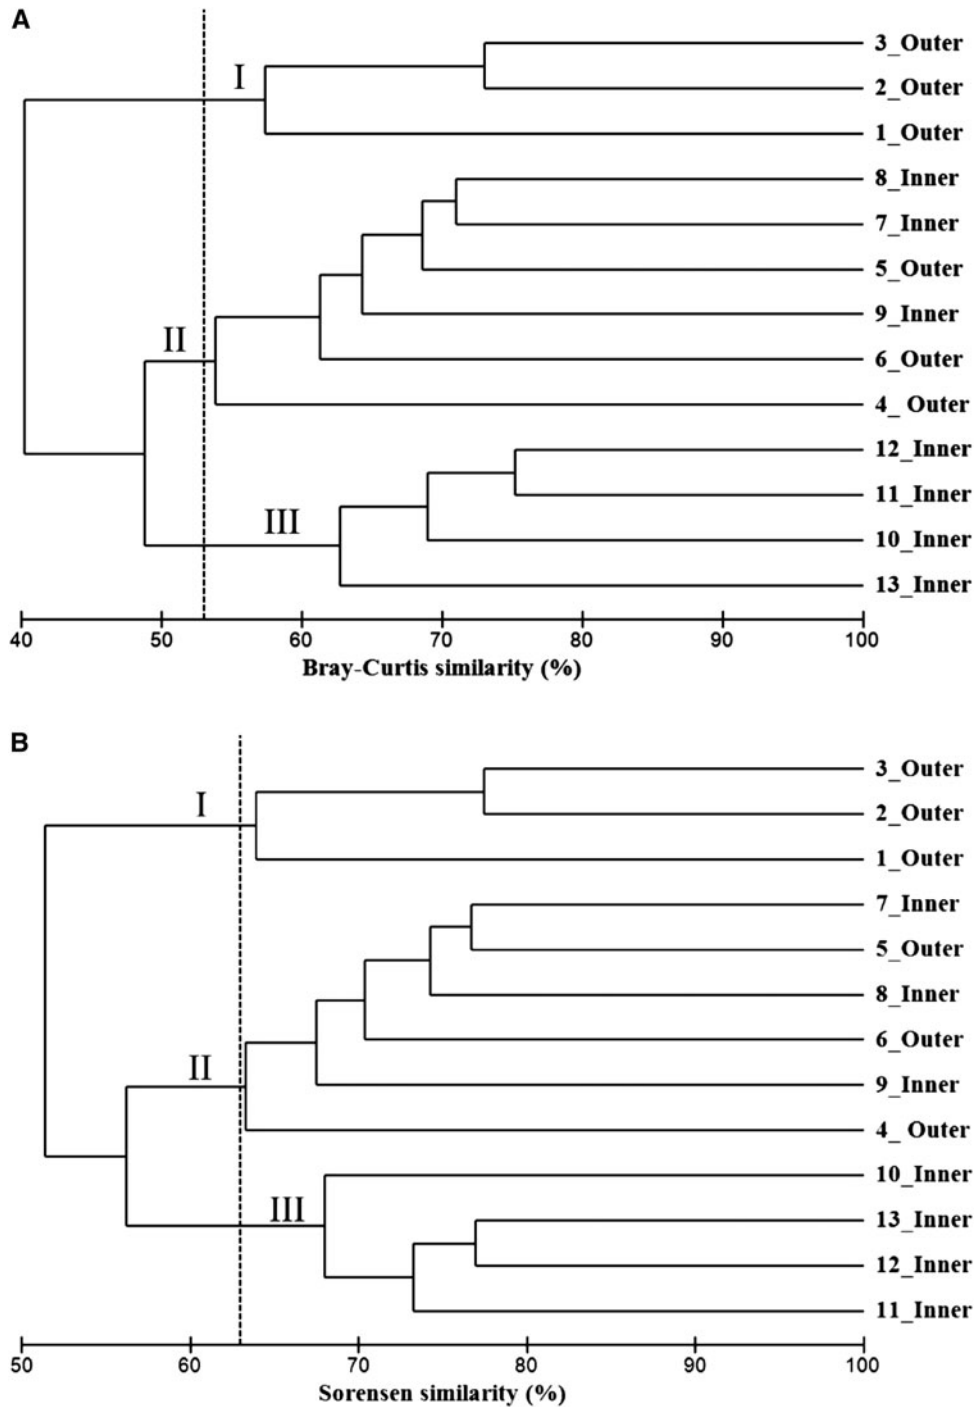 A
I
3_Outer
2_Outer
1_Outer
8_Inner
7_Inner
5_Outer
9_Inner
II
6_Outer
4_ Outer
12_Inner
11_Inner
III
10_Inner
13_Inner
40 50 60 70 80 90 100
Bray-Curtis similarity (%)
B
I
3_Outer
2_Outer
1_Outer
7_Inner
5_Outer
8_Inner
6_Outer
II
9_Inner
4_ Outer
10_Inner
III
13_Inner
12_Inner
11_Inner
50 60 70 80 90 100
Sorensen similarity (%)